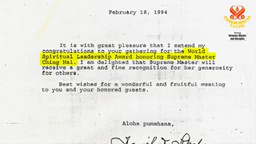 February 18, 1994
It is with great pleasure that I extend my
congratulations to your gathering for the World
Spiritual Leadership Award honoring Supreme Master
Ching Hai. I am delighted that Supreme Master will
receive a great and fine recognition for her generosity
for others.
Best wishes for a wonderful and fruitful meeting
to you and your honored guests.
Aloha pumehana,